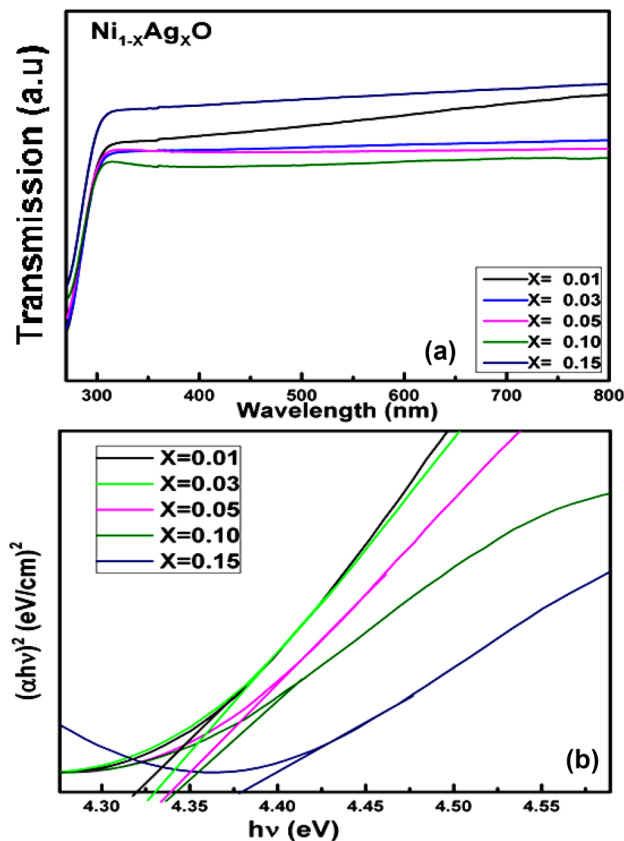 Ni₁₋ₓAgₓO
Transmission (a.u)
X= 0.01
X= 0.03
X= 0.05
X= 0.10
X= 0.15
(a)
300 400 500 600 700 800
Wavelength (nm)
X=0.01
X=0.03
X=0.05
X=0.10
X=0.15
(αhν)² (eV/cm)²
(b)
4.30 4.35 4.40 4.45 4.50 4.55
hν (eV)